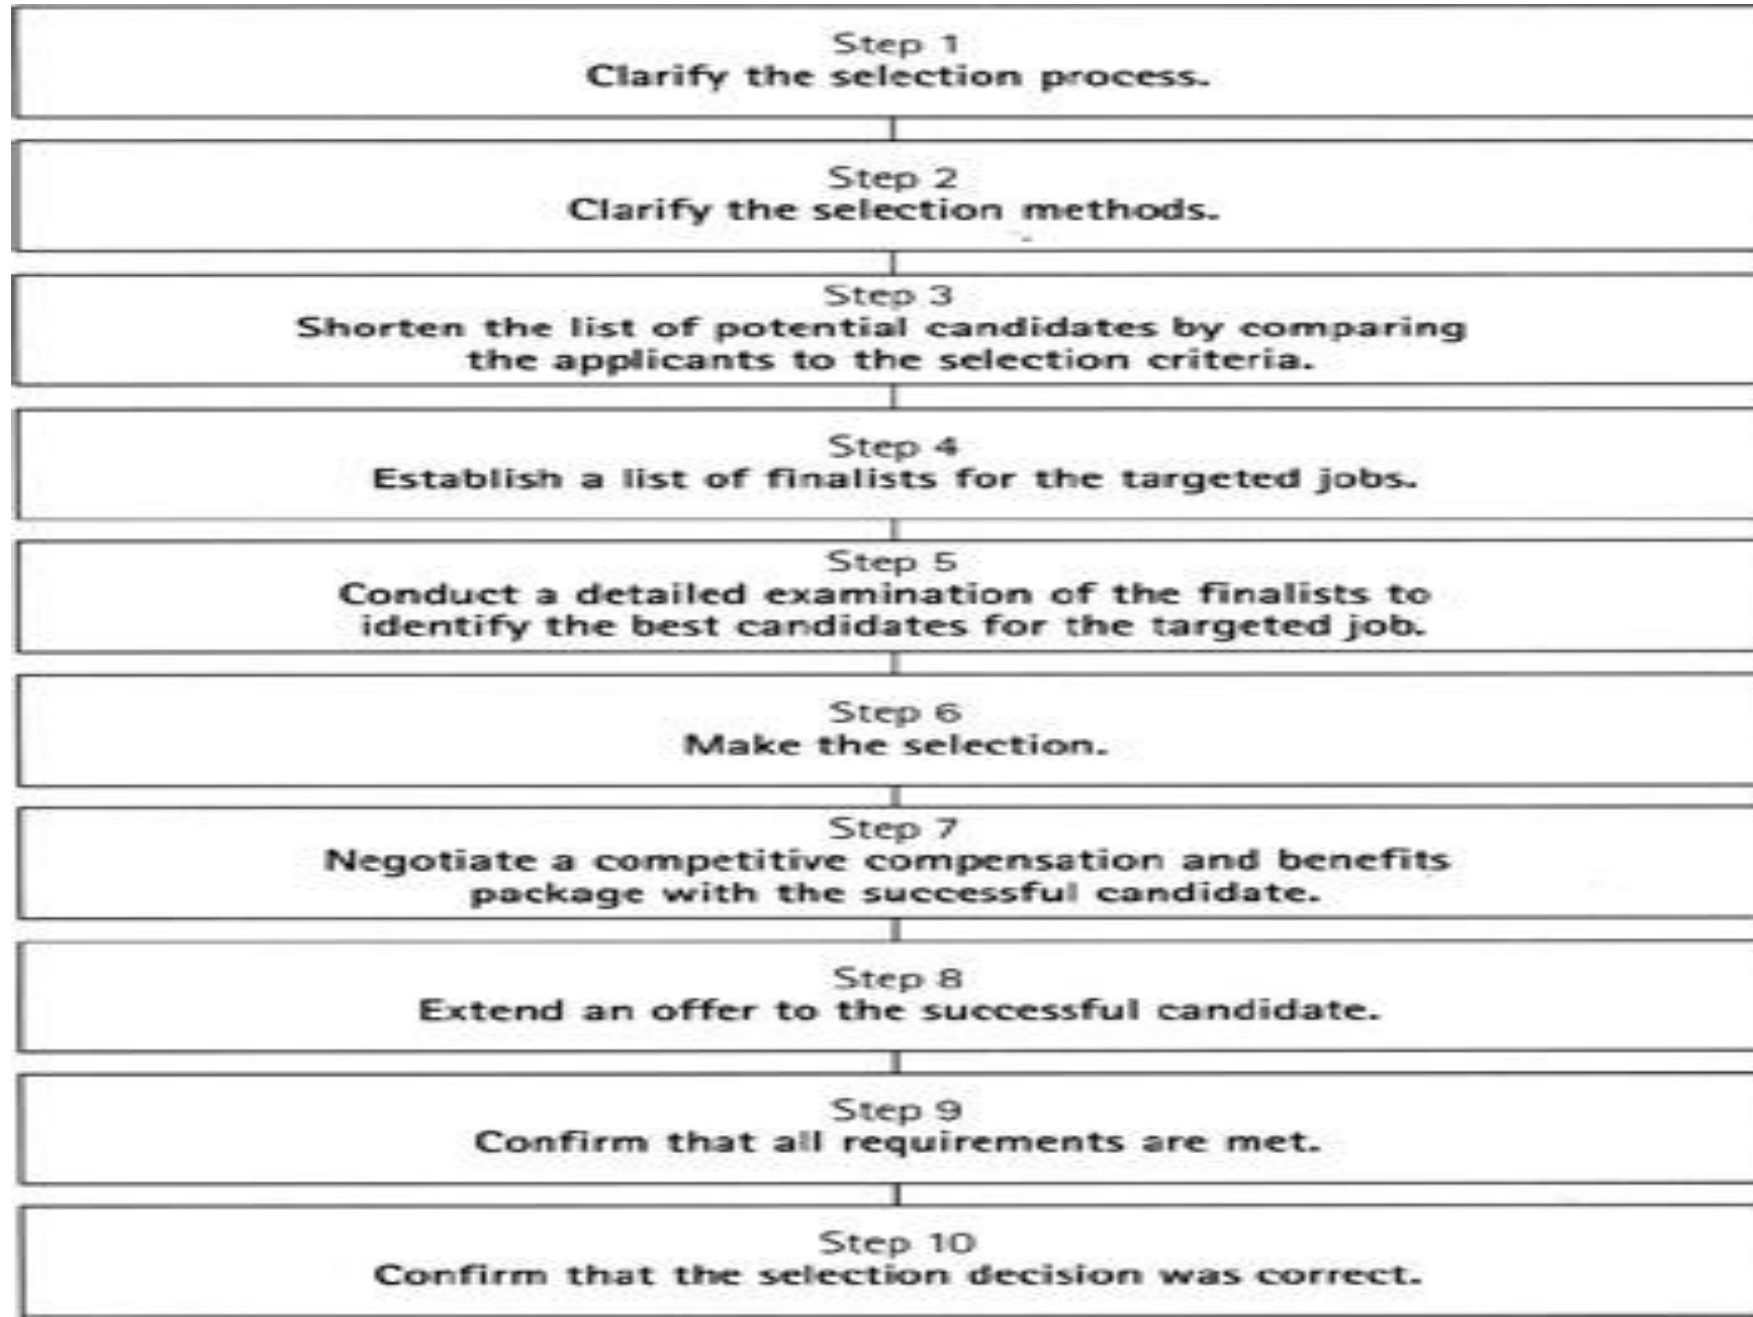 Step 1
Clarify the selection process.
Step 2
Clarify the selection methods.
Step 3
Shorten the list of potential candidates by comparing
the applicants to the selection criteria.
Step 4
Establish a list of finalists for the targeted jobs.
Step 5
Conduct a detailed examination of the finalists to
identify the best candidates for the targeted job.
Step 6
Make the selection.
Step 7
Negotiate a competitive compensation and benefits
package with the successful candidate.
Step 8
Extend an offer to the successful candidate.
Step 9
Confirm that all requirements are met.
Step 10
Confirm that the selection decision was correct.